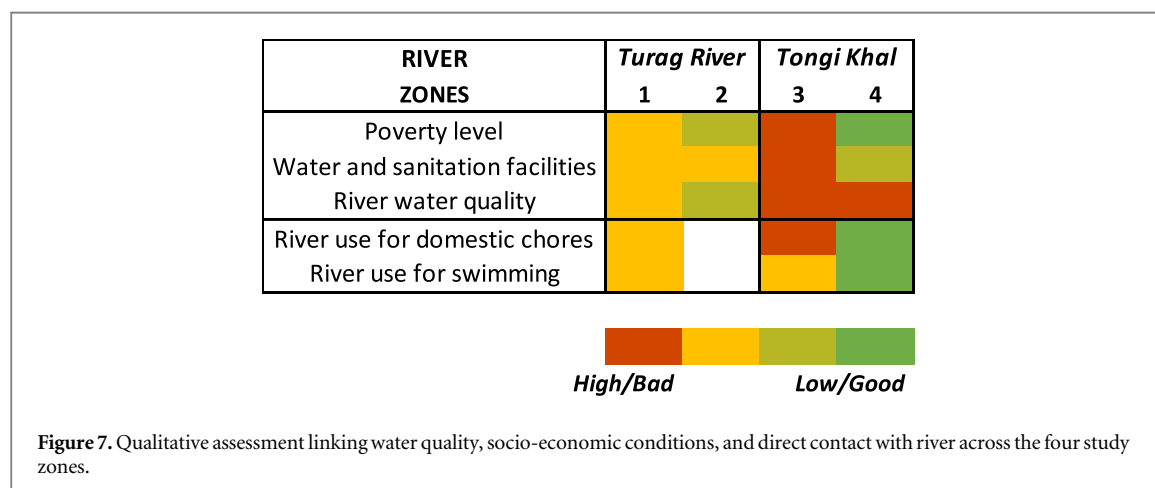 RIVER Turag River Tongi Khal
ZONES 1 2 3 4
Poverty level
Water and sanitation facilities
River water quality
River use for domestic chores
River use for swimming
High/Bad Low/Good
Figure 7. Qualitative assessment linking water quality, socio-economic conditions, and direct contact with river across the four study
zones.